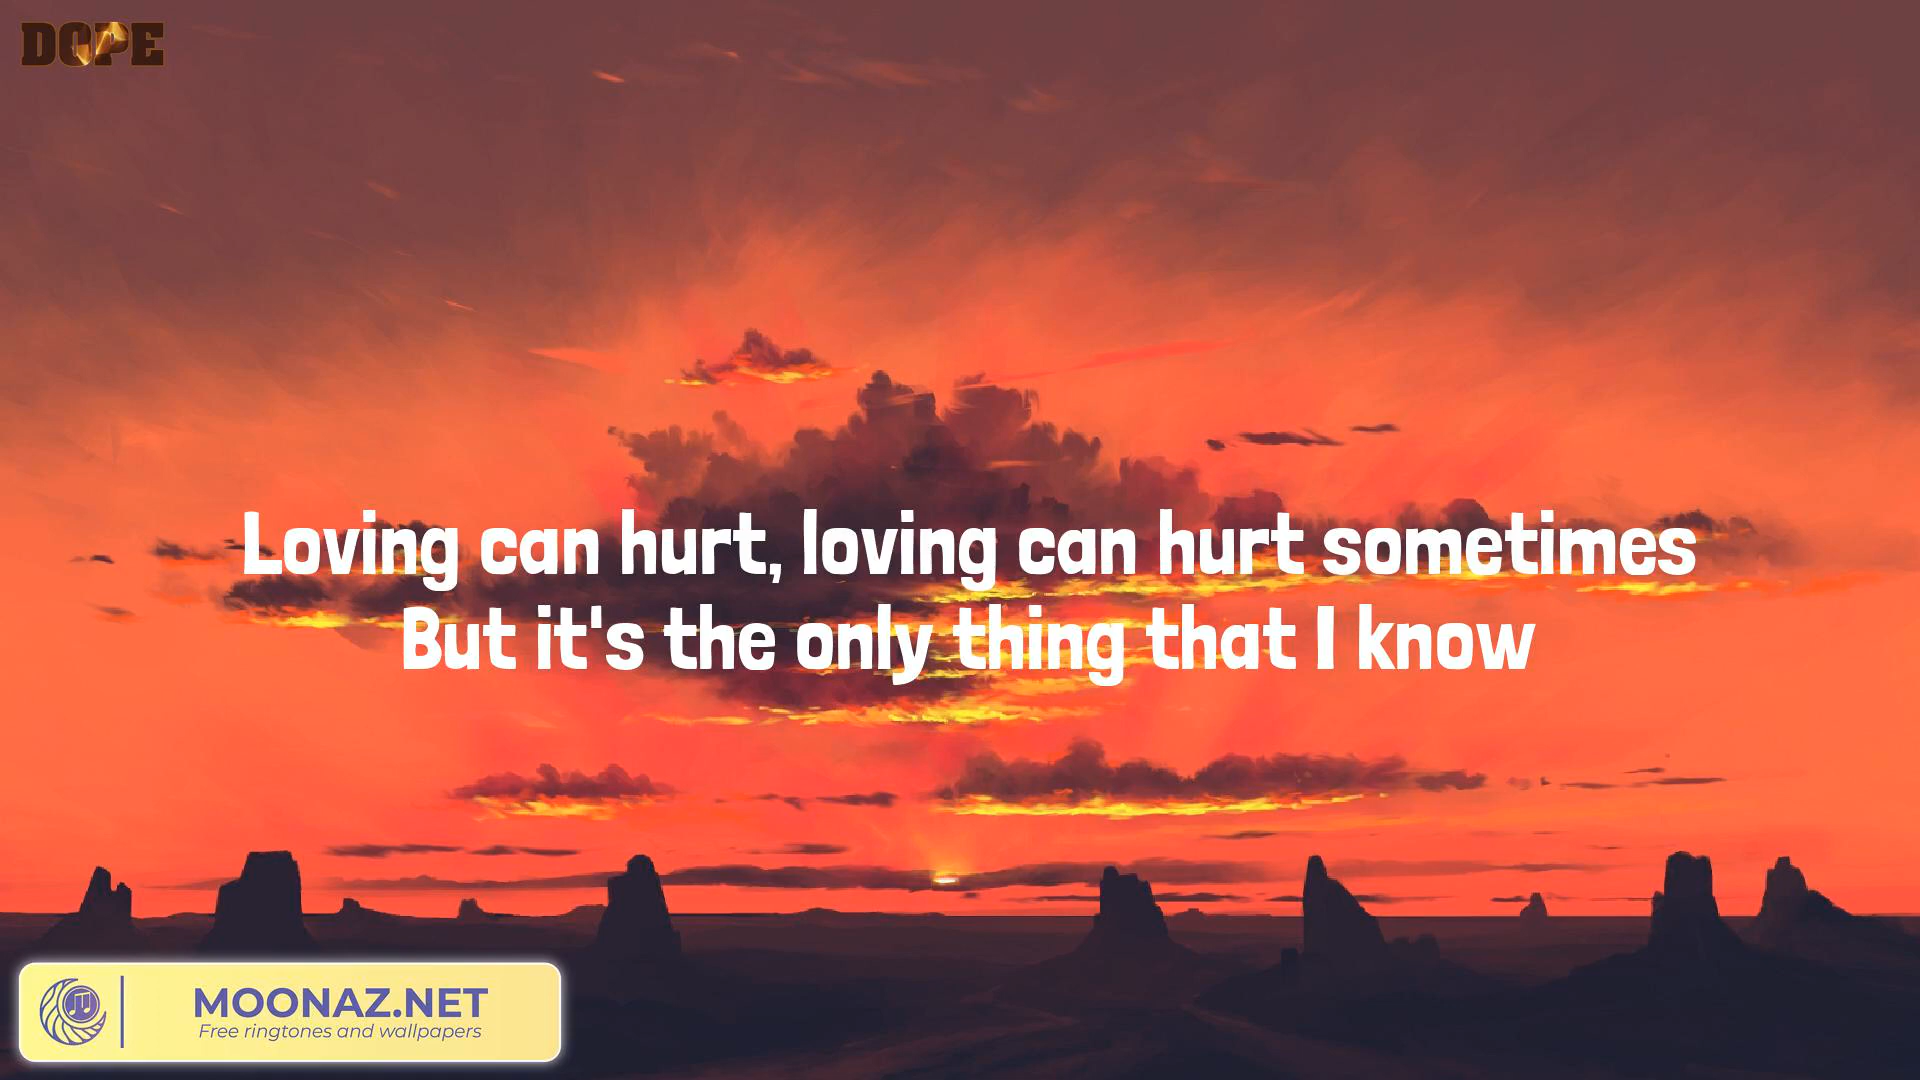 DOPE
Loving can hurt, loving can hurt sometimes
But it's the only thing that I know
MOONAZ.NET
Free ringtones and wallpapers